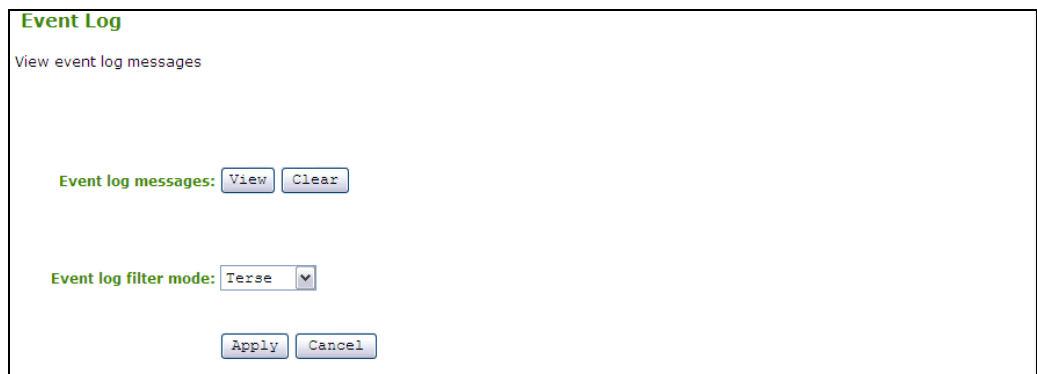 Event Log
View event log messages
Event log messages: View Clear
Event log filter mode: Terse
Apply Cancel